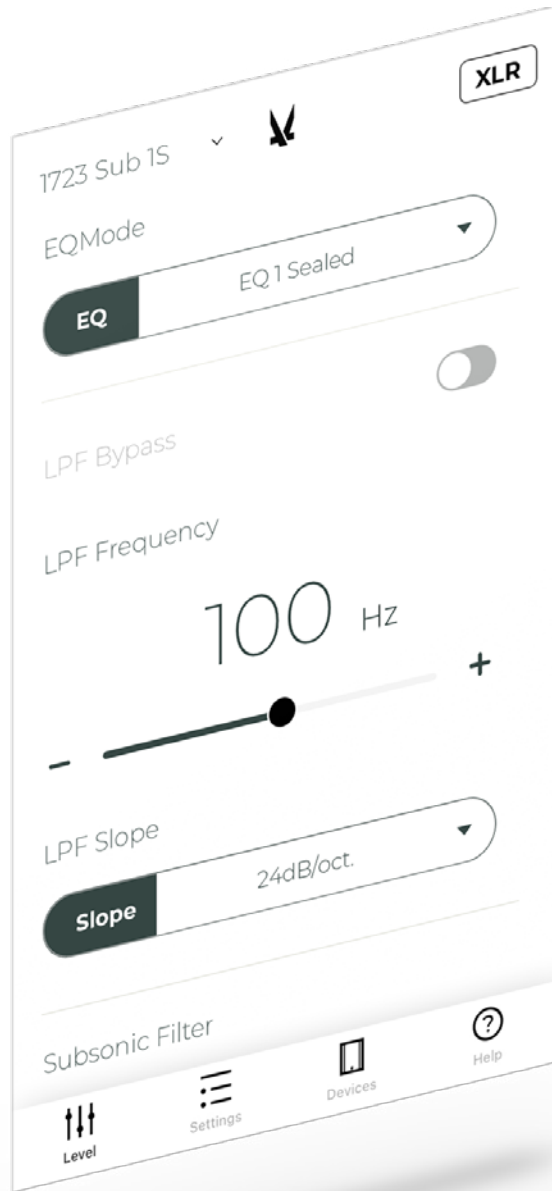 XLR
1723 Sub 1S
EQMode
EQ EQ 1 Sealed
LPF Bypass
LPF Frequency
100 Hz
- +
LPF Slope
Slope 24dB/oct.
Subsonic Filter
Level Settings Devices Help